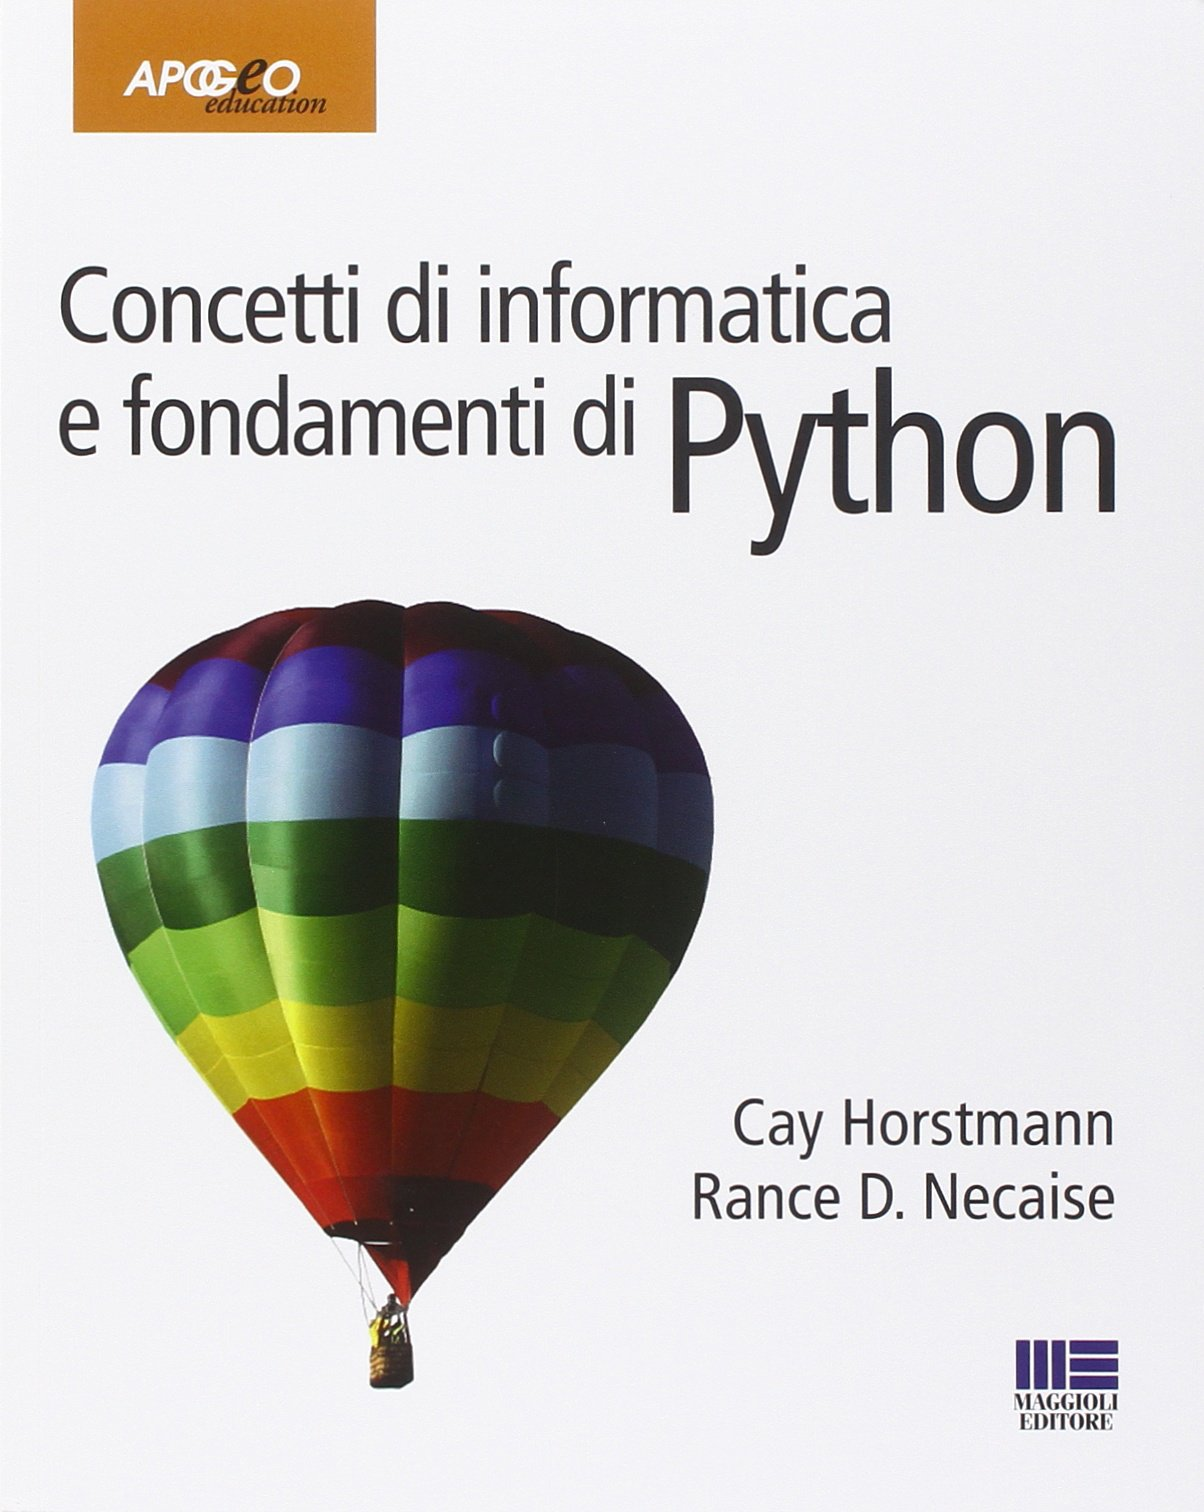 APOGeO
education
Concetti di informatica
e fondamenti di Python
Cay Horstmann
Rance D. Necaise
MAGGIOLI
EDITORE